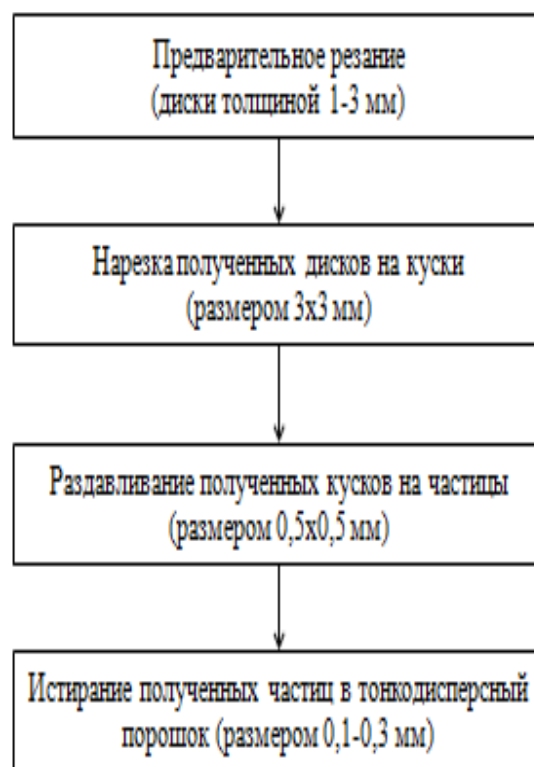 Предварительное резание
(диски толщиной 1-3 мм)
Нарезка полученных дисков на куски
(размером 3х3 мм)
Раздавливание полученных кусков на частицы
(размером 0,5х0,5 мм)
Истирание полученных частиц в тонкодисперсный
порошок (размером 0,1-0,3 мм)